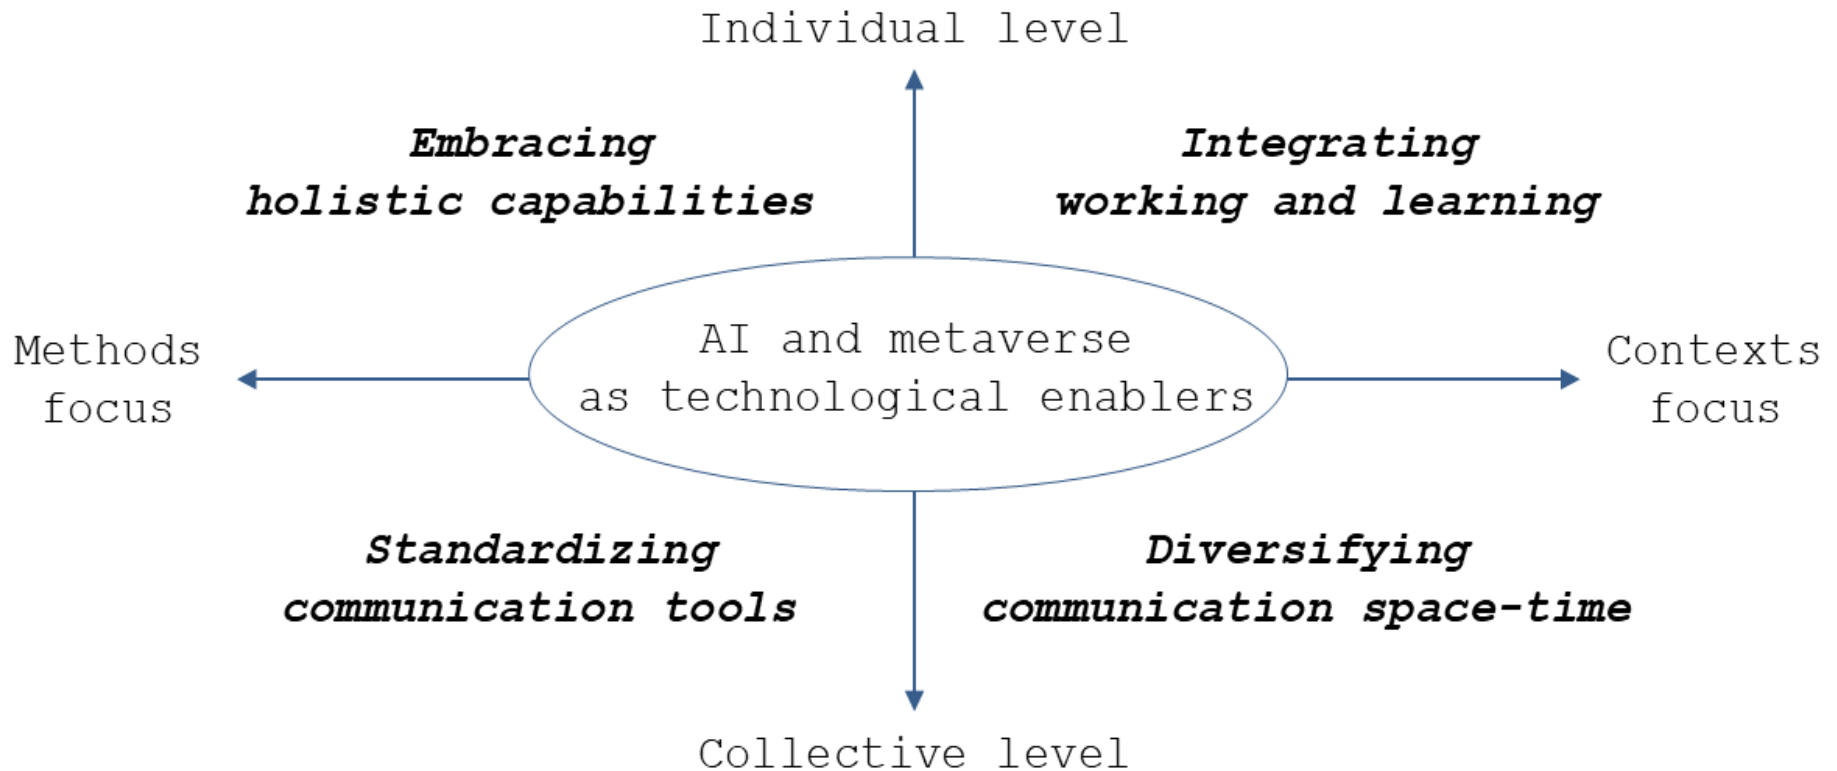 Individual level
Embracing
holistic capabilities
Integrating
working and learning
Methods
focus
AI and metaverse
as technological enablers
Contexts
focus
Standardizing
communication tools
Diversifying
communication space-time
Collective level